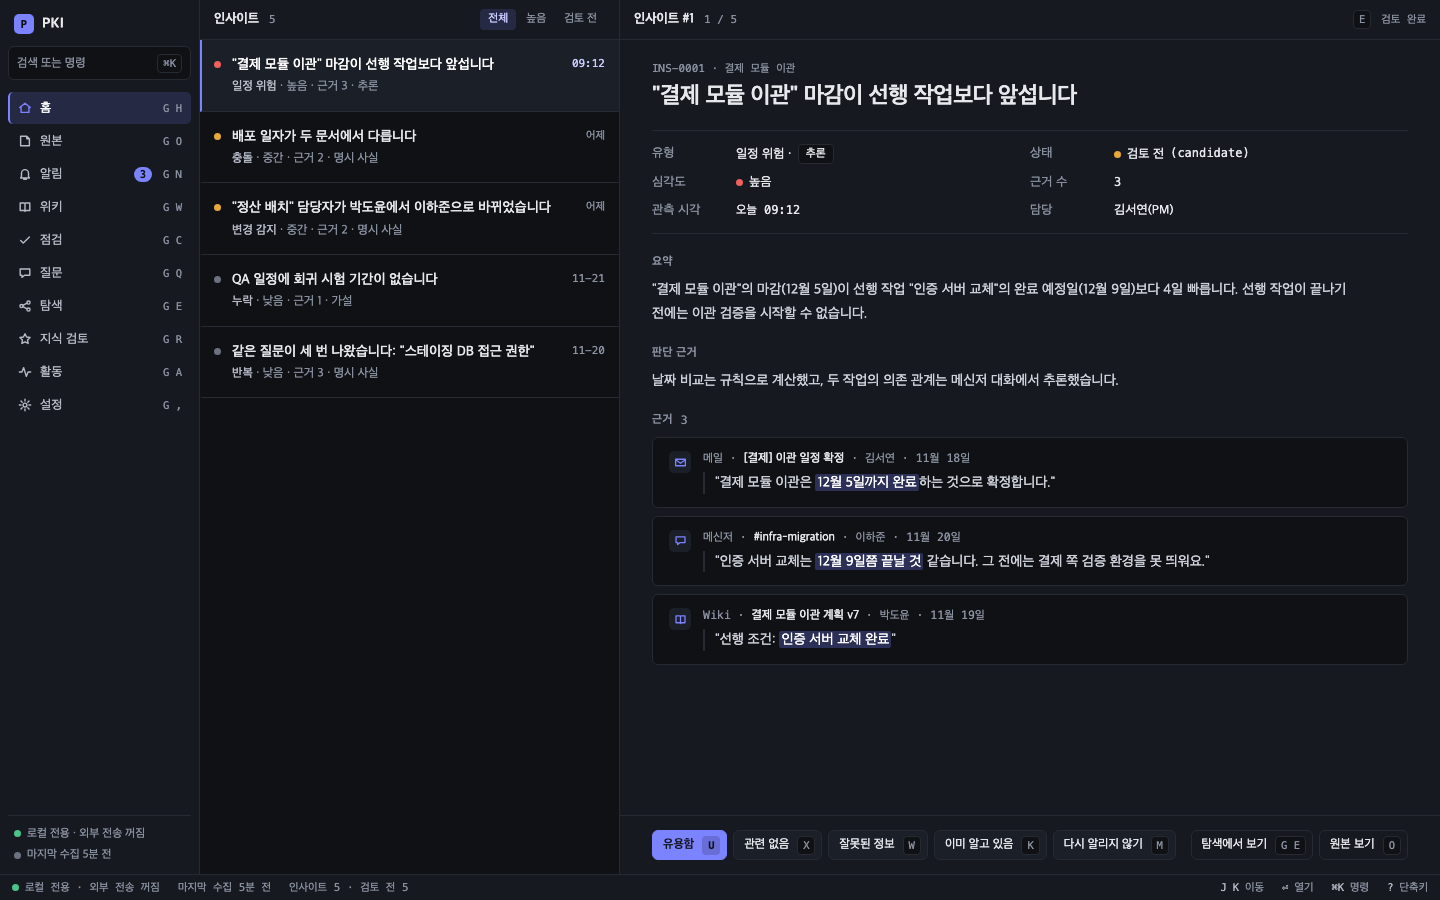 P PKI
검색 또는 명령 ⌘K
홈 G H
원본 G O
알림 3 G N
위키 G W
점검 G C
질문 G Q
탐색 G E
지식 검토 G R
활동 G A
설정 G ,
로컬 전용 · 외부 전송 꺼짐
마지막 수집 5분 전
인사이트 5 전체 높음 검토 전
"결제 모듈 이관" 마감이 선행 작업보다 앞섭니다 09:12
일정 위험 · 높음 · 근거 3 · 추론
배포 일자가 두 문서에서 다릅니다 어제
충돌 · 중간 · 근거 2 · 명시 사실
"정산 배치" 담당자가 박도윤에서 이하준으로 바뀌었습니다 어제
변경 감지 · 중간 · 근거 2 · 명시 사실
QA 일정에 회귀 시험 기간이 없습니다 11-21
누락 · 낮음 · 근거 1 · 가설
같은 질문이 세 번 나왔습니다: "스테이징 DB 접근 권한" 11-20
반복 · 낮음 · 근거 3 · 명시 사실
인사이트 #1 1 / 5 E 검토 완료
INS-0001 · 결제 모듈 이관
"결제 모듈 이관" 마감이 선행 작업보다 앞섭니다
유형 일정 위험 · 추론 상태 검토 전 (candidate)
심각도 높음 근거 수 3
관측 시각 오늘 09:12 담당 김서연(PM)
요약
"결제 모듈 이관"의 마감(12월 5일)이 선행 작업 "인증 서버 교체"의 완료 예정일(12월 9일)보다 4일 빠릅니다. 선행 작업이 끝나기
전에는 이관 검증을 시작할 수 없습니다.
판단 근거
날짜 비교는 규칙으로 계산했고, 두 작업의 의존 관계는 메신저 대화에서 추론했습니다.
근거 3
메일 · [결제] 이관 일정 확정 · 김서연 · 11월 18일
"결제 모듈 이관은 12월 5일까지 완료하는 것으로 확정합니다."
메신저 · #infra-migration · 이하준 · 11월 20일
"인증 서버 교체는 12월 9일쯤 끝날 것 같습니다. 그 전에는 결제 쪽 검증 환경을 못 띄워요."
Wiki · 결제 모듈 이관 계획 v7 · 박도윤 · 11월 19일
"선행 조건: 인증 서버 교체 완료"
유용함 U 관련 없음 X 잘못된 정보 W 이미 알고 있음 K 다시 알리지 않기 M 탐색에서 보기 G E 원본 보기 O
로컬 전용 · 외부 전송 꺼짐 마지막 수집 5분 전 인사이트 5 · 검토 전 5 J K 이동 ⏎ 열기 ⌘K 명령 ? 단축키